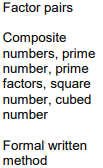 Factor pairs
Composite
numbers, prime
number, prime
factors, square
number, cubed
number
Formal written
method